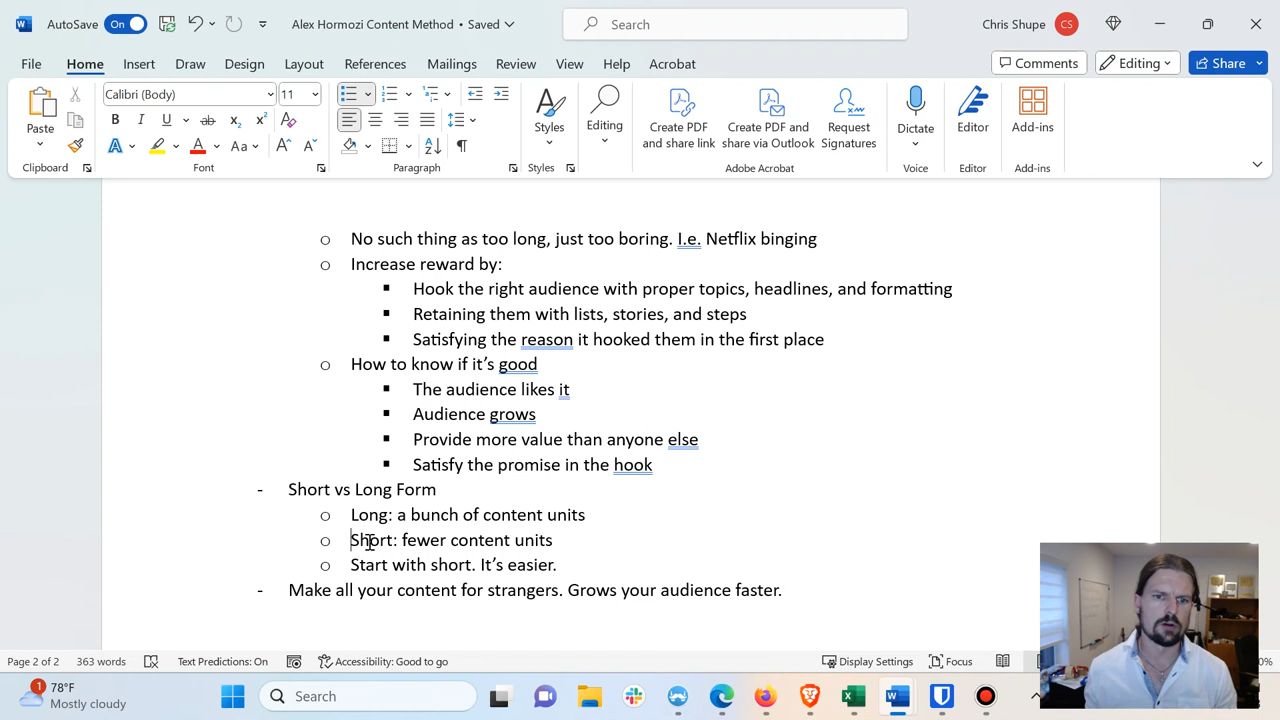 AutoSave On Alex Hormozi Content Method • Saved Search Chris Shupe CS
File Home Insert Draw Design Layout References Mailings Review View Help Acrobat Comments Editing Share
Calibri (Body) 11
Paste Styles Editing Create PDF and share link Create PDF and share via Outlook Request Signatures Dictate Editor Add-ins
Clipboard Font Paragraph Styles Adobe Acrobat Voice Editor Add-ins
o No such thing as too long, just too boring. I.e. Netflix binging
o Increase reward by:
▪ Hook the right audience with proper topics, headlines, and formatting
▪ Retaining them with lists, stories, and steps
▪ Satisfying the reason it hooked them in the first place
o How to know if it’s good
▪ The audience likes it
▪ Audience grows
▪ Provide more value than anyone else
▪ Satisfy the promise in the hook
- Short vs Long Form
o Long: a bunch of content units
o Short: fewer content units
o Start with short. It’s easier.
- Make all your content for strangers. Grows your audience faster.
Page 2 of 2 363 words Text Predictions: On Accessibility: Good to go Display Settings Focus
1 78°F Search
Mostly cloudy